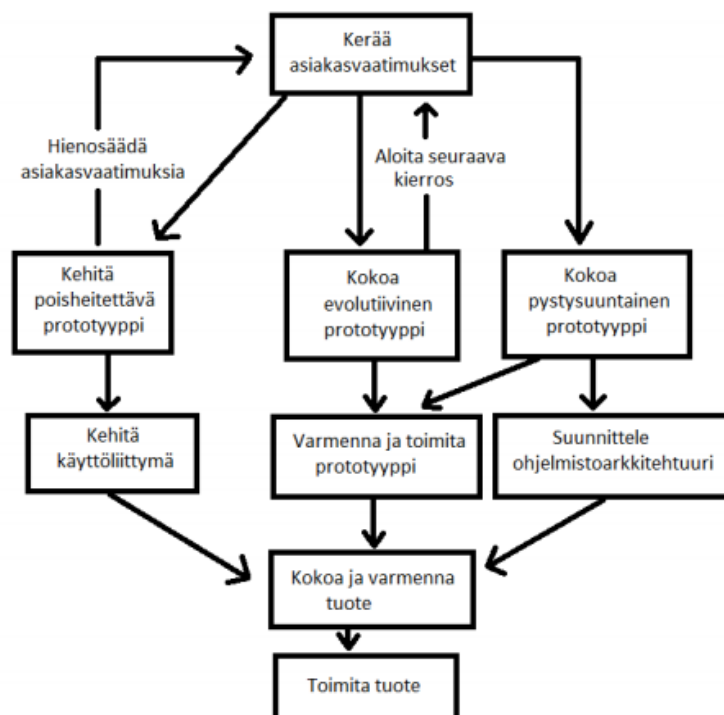 Kerää
asiakasvaatimukset
Hienosäädä
asiakasvaatimuksia
Aloita seuraava
kierros
Kehitä
poisheitettävä
prototyyppi
Kokoa
evolutiivinen
prototyyppi
Kokoa
pystysuuntainen
prototyyppi
Kehitä
käyttöliittymä
Varmenna ja toimita
prototyyppi
Suunnittele
ohjelmistoarkkitehtuuri
Kokoa ja varmenna
tuote
Toimita tuote